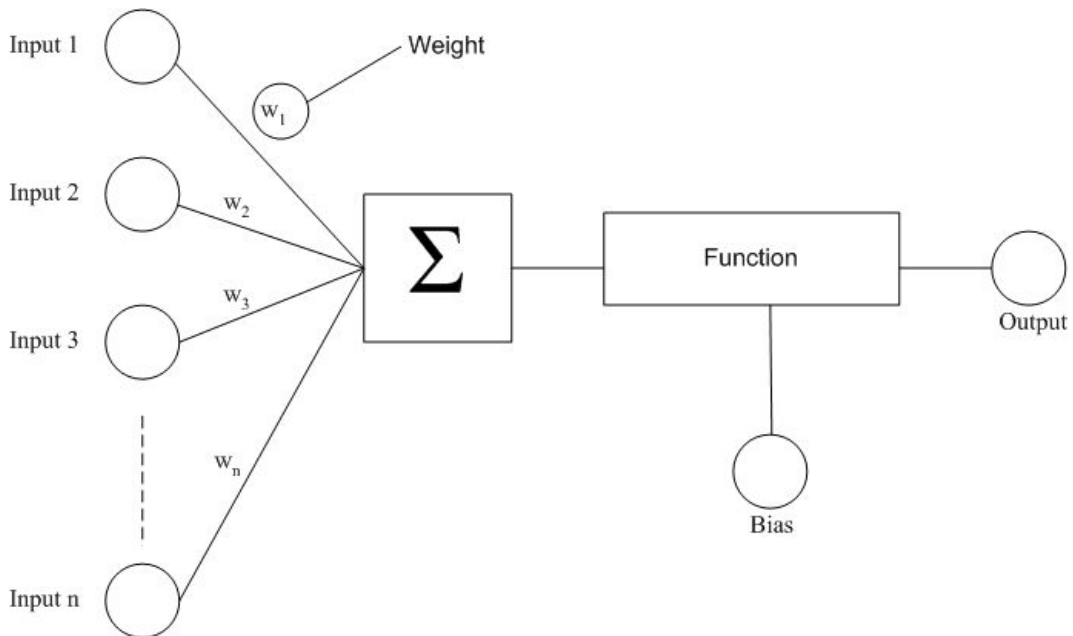 Input 1
Weight
w1
Input 2
w2
Σ
Function
w3
Input 3
Output
wn
Bias
Input n